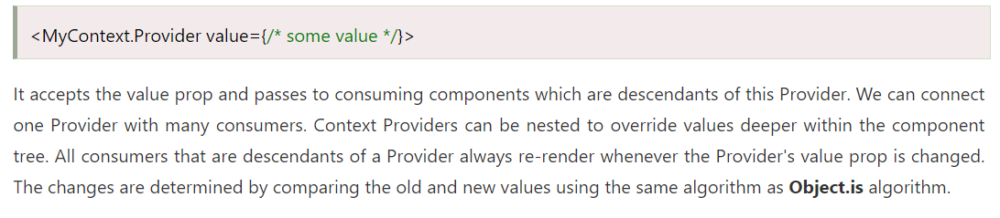 <MyContext.Provider value={/* some value */}>
It accepts the value prop and passes to consuming components which are descendants of this Provider. We can connect
one Provider with many consumers. Context Providers can be nested to override values deeper within the component
tree. All consumers that are descendants of a Provider always re-render whenever the Provider's value prop is changed.
The changes are determined by comparing the old and new values using the same algorithm as Object.is algorithm.